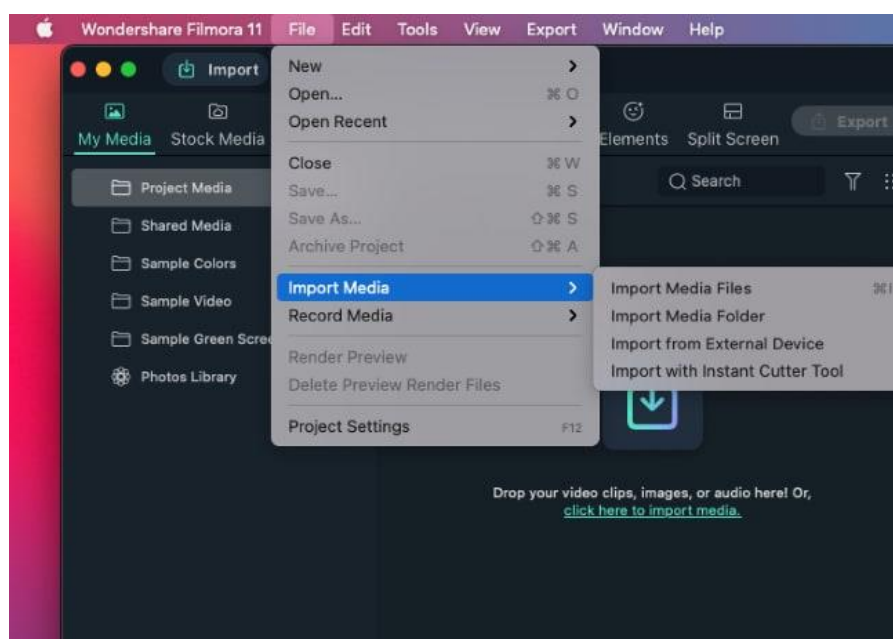 Wondershare Filmora 11 File Edit Tools View Export Window Help
Import
My Media Stock Media
Elements Split Screen Export
Project Media
Shared Media
Sample Colors
Sample Video
Sample Green Scree
Photos Library
New
Open... ⌘ O
Open Recent
Close ⌘ W
Save... ⌘ S
Save As... ⇧ ⌘ S
Archive Project ⇧ ⌘ A
Import Media
Record Media
Render Preview
Delete Preview Render Files
Project Settings F12
Search
Import Media Files ⌘ I
Import Media Folder
Import from External Device
Import with Instant Cutter Tool
Drop your video clips, images, or audio here! Or,
click here to import media.